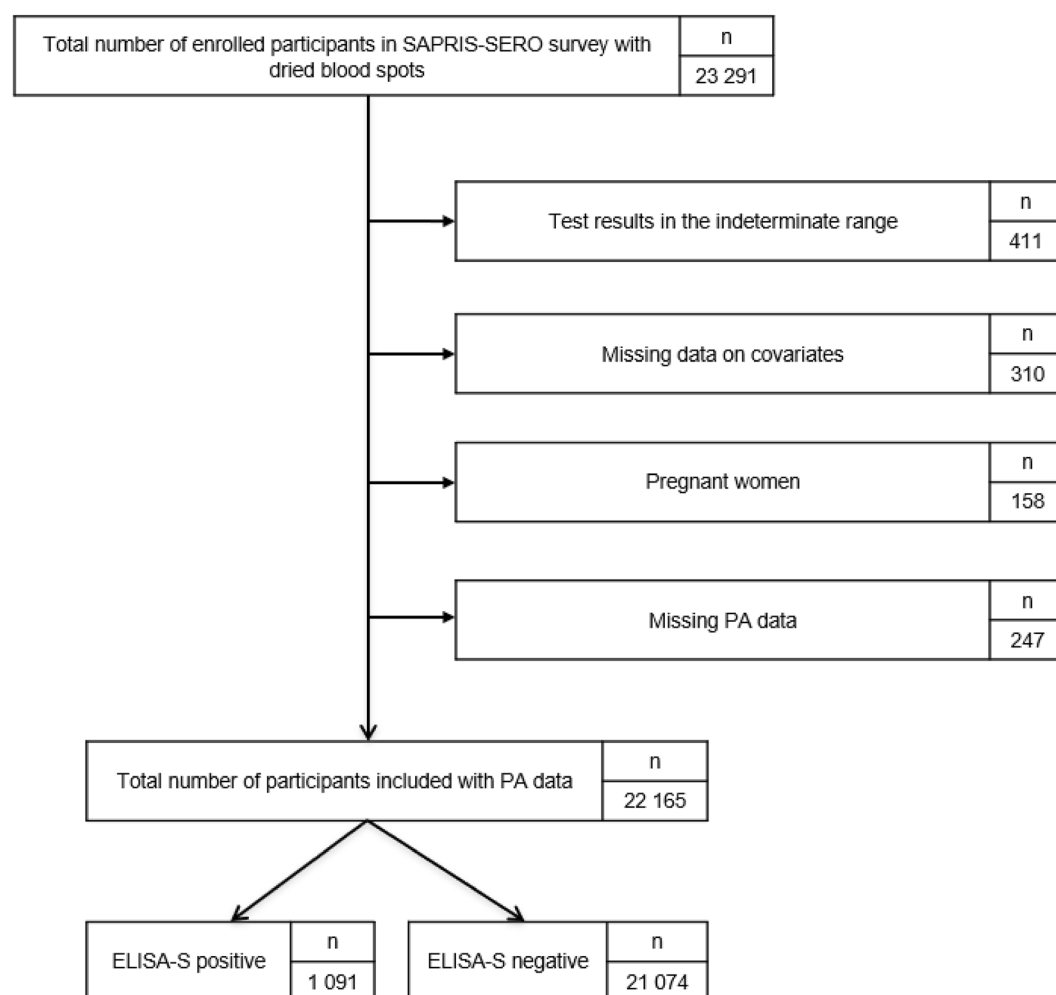 Total number of enrolled participants in SAPRIS-SERO survey with
dried blood spots
n
23 291
Test results in the indeterminate range
n
411
Missing data on covariates
n
310
Pregnant women
n
158
Missing PA data
n
247
Total number of participants included with PA data
n
22 165
ELISA-S positive
n
1 091
ELISA-S negative
n
21 074